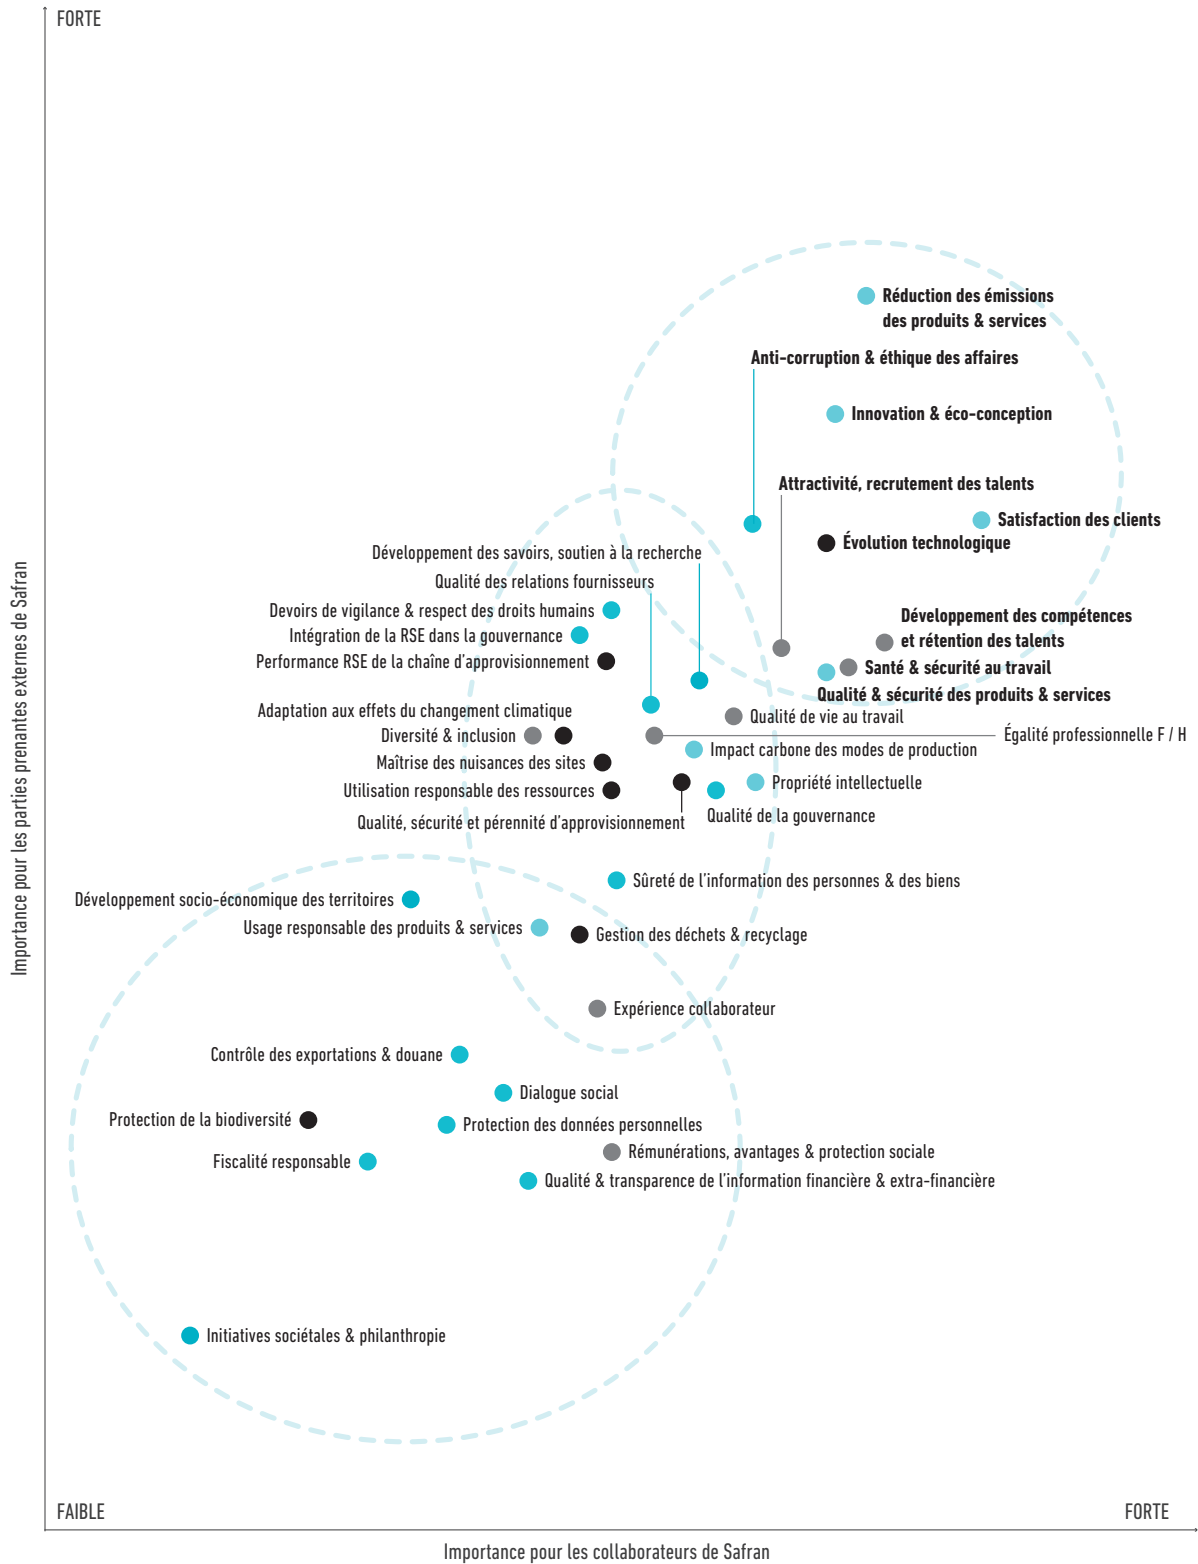 FORTE
Réduction des émissions
des produits & services
Anti-corruption & éthique des affaires
Innovation & éco-conception
Attractivité, recrutement des talents
Satisfaction des clients
Évolution technologique
Développement des savoirs, soutien à la recherche
Qualité des relations fournisseurs
Devoirs de vigilance & respect des droits humains
Intégration de la RSE dans la gouvernance
Performance RSE de la chaîne d'approvisionnement
Développement des compétences
et rétention des talents
Santé & sécurité au travail
Qualité & sécurité des produits & services
Adaptation aux effets du changement climatique
Qualité de vie au travail
Diversité & inclusion
Égalité professionnelle F / H
Impact carbone des modes de production
Maîtrise des nuisances des sites
Propriété intellectuelle
Utilisation responsable des ressources
Qualité de la gouvernance
Qualité, sécurité et pérennité d'approvisionnement
Sûreté de l'information des personnes & des biens
Développement socio-économique des territoires
Usage responsable des produits & services
Gestion des déchets & recyclage
Expérience collaborateur
Contrôle des exportations & douane
Dialogue social
Protection de la biodiversité
Protection des données personnelles
Rémunérations, avantages & protection sociale
Fiscalité responsable
Qualité & transparence de l'information financière & extra-financière
Initiatives sociétales & philanthropie
Importance pour les parties prenantes externes de Safran
FAIBLE
FORTE
Importance pour les collaborateurs de Safran